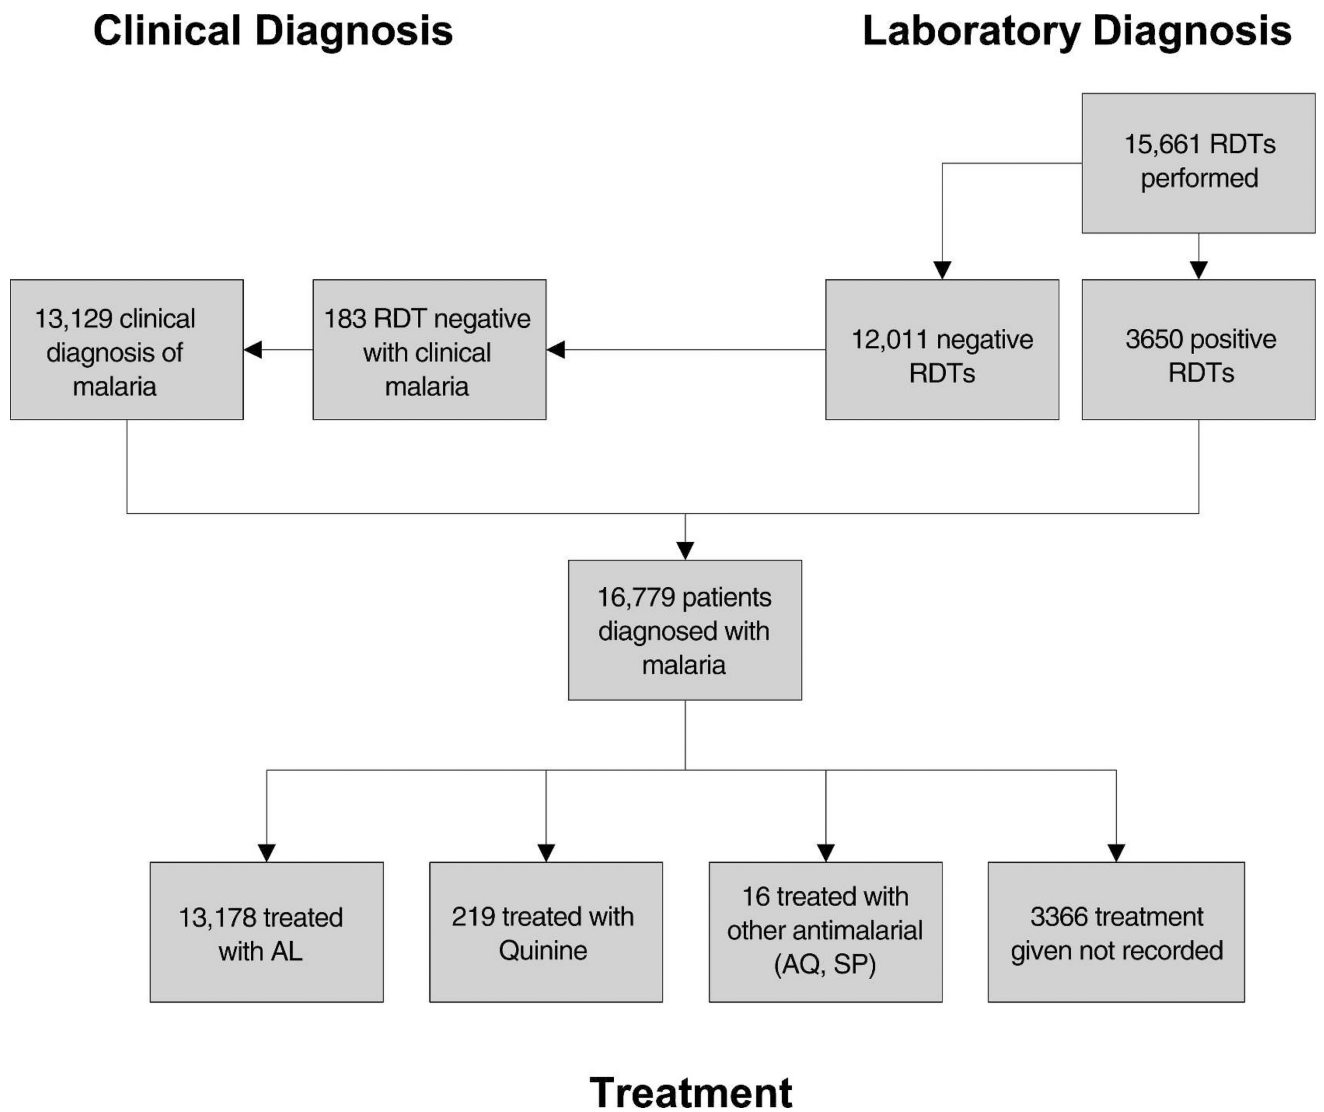 Clinical Diagnosis
Laboratory Diagnosis
15,661 RDTs
performed
13,129 clinical
diagnosis of
malaria
183 RDT negative
with clinical
malaria
12,011 negative
RDTs
3650 positive
RDTs
16,779 patients
diagnosed with
malaria
13,178 treated
with AL
219 treated with
Quinine
16 treated with
other antimalarial
(AQ, SP)
3366 treatment
given not recorded
Treatment